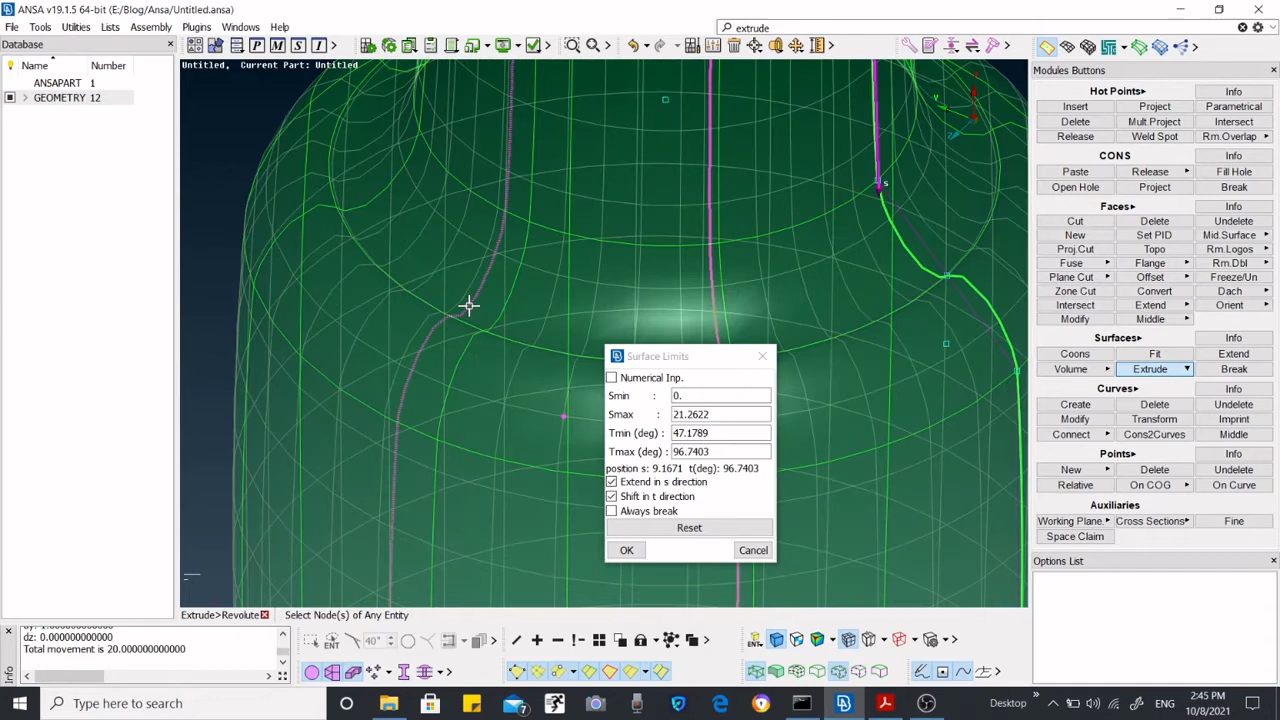 ANSA v19.1.5 64-bit (E:/Blog/Ansa/Untitled.ansa)
File Tools Utilities Lists Assembly Plugins Windows Help
extrude
Database
Untitled, Current Part: Untitled
Modules Buttons
Name Number
ANSAPART 1
GEOMETRY 12
Hot Points: Info
Insert Project Parametrical
Delete Mult Project Intersect
Release Weld Spot Rm.Overlap
CONS Info
Paste Release Fill Hole
Open Hole Project Break
Faces Info
Cut Delete Undelete
New Set PID Mid.Surface
Proj.Cut Topo Rm.Logos
Fuse Flange Rm.Dbl
Plane Cut Offset Freeze/Un
Zone Cut Convert Dach
Intersect Extend Orient
Modify Middle
Surfaces Info
Coons Fit Extend
Volume Extrude Break
Curves Info
Create Delete Undelete
Modify Transform Imprint
Connect Cons2Curves Middle
Points Info
New Delete Undelete
Relative On COG On Curve
Auxiliaries
Working Plane. Cross Sections Fine
Space Claim
Options List
s
Surface Limits
Numerical Inp.
Smin : 0.
Smax : 21.2622
Tmin (deg) : 47.1789
Tmax (deg) : 96.7403
position s: 9.1671 t(deg): 96.7403
Extend in s direction
Shift in t direction
Always break
Reset
OK Cancel
Extrude>Revolute Select Node(s) of Any Entity
dz: 0.000000000000
Total movement is 20.000000000000
Info
ENT 40°
ENT
Type here to search
7
Desktop
ENG
2:45 PM
10/8/2021